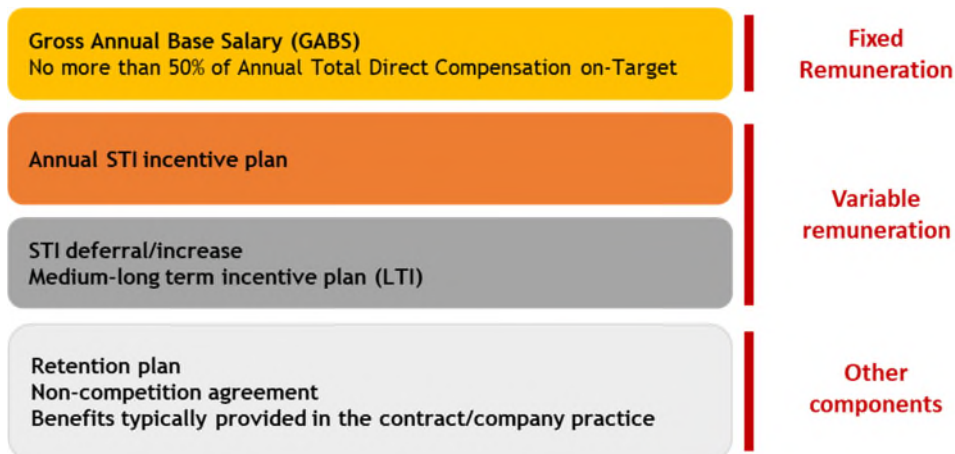 Gross Annual Base Salary (GABS)
No more than 50% of Annual Total Direct Compensation on-Target
Fixed
Remuneration
Annual STI incentive plan
STI deferral/increase
Medium-long term incentive plan (LTI)
Variable
remuneration
Retention plan
Non-competition agreement
Benefits typically provided in the contract/company practice
Other
components